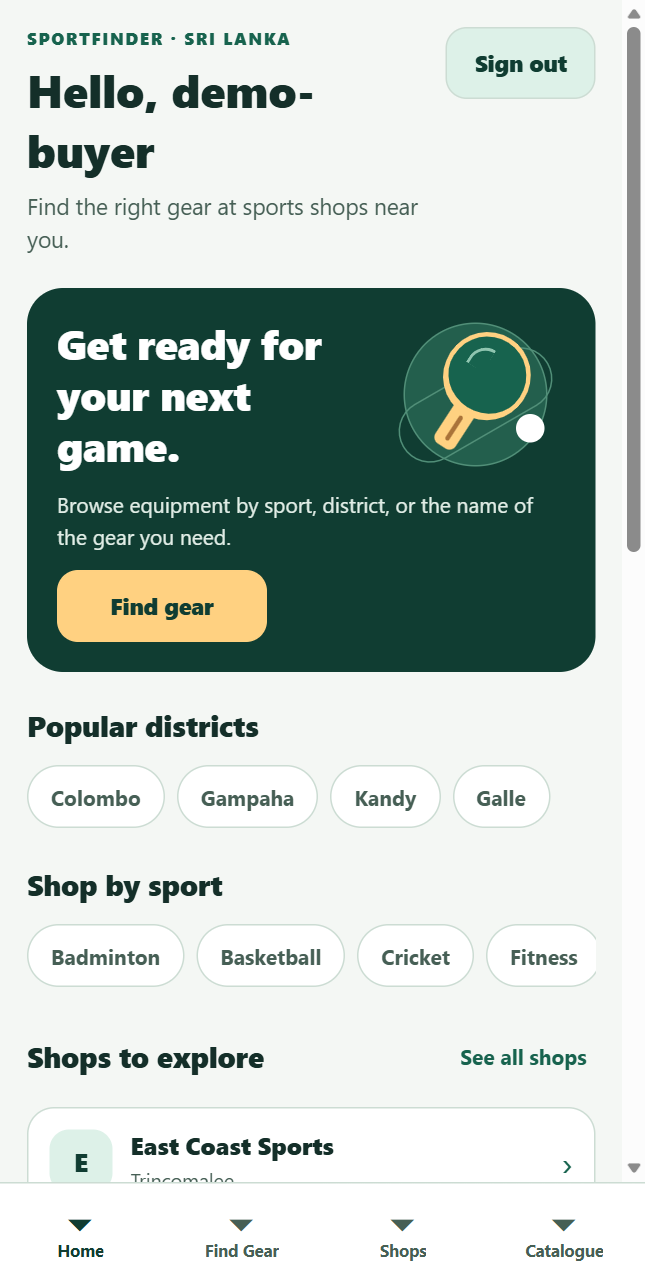 SPORTFINDER · SRI LANKA
Sign out
Hello, demo-
buyer
Find the right gear at sports shops near
you.
Get ready for
your next
game.
Browse equipment by sport, district, or the name of
the gear you need.
Find gear
Popular districts
Colombo Gampaha Kandy Galle
Shop by sport
Badminton Basketball Cricket Fitness
Shops to explore See all shops
E East Coast Sports
Trincomalee
Home Find Gear Shops Catalogue